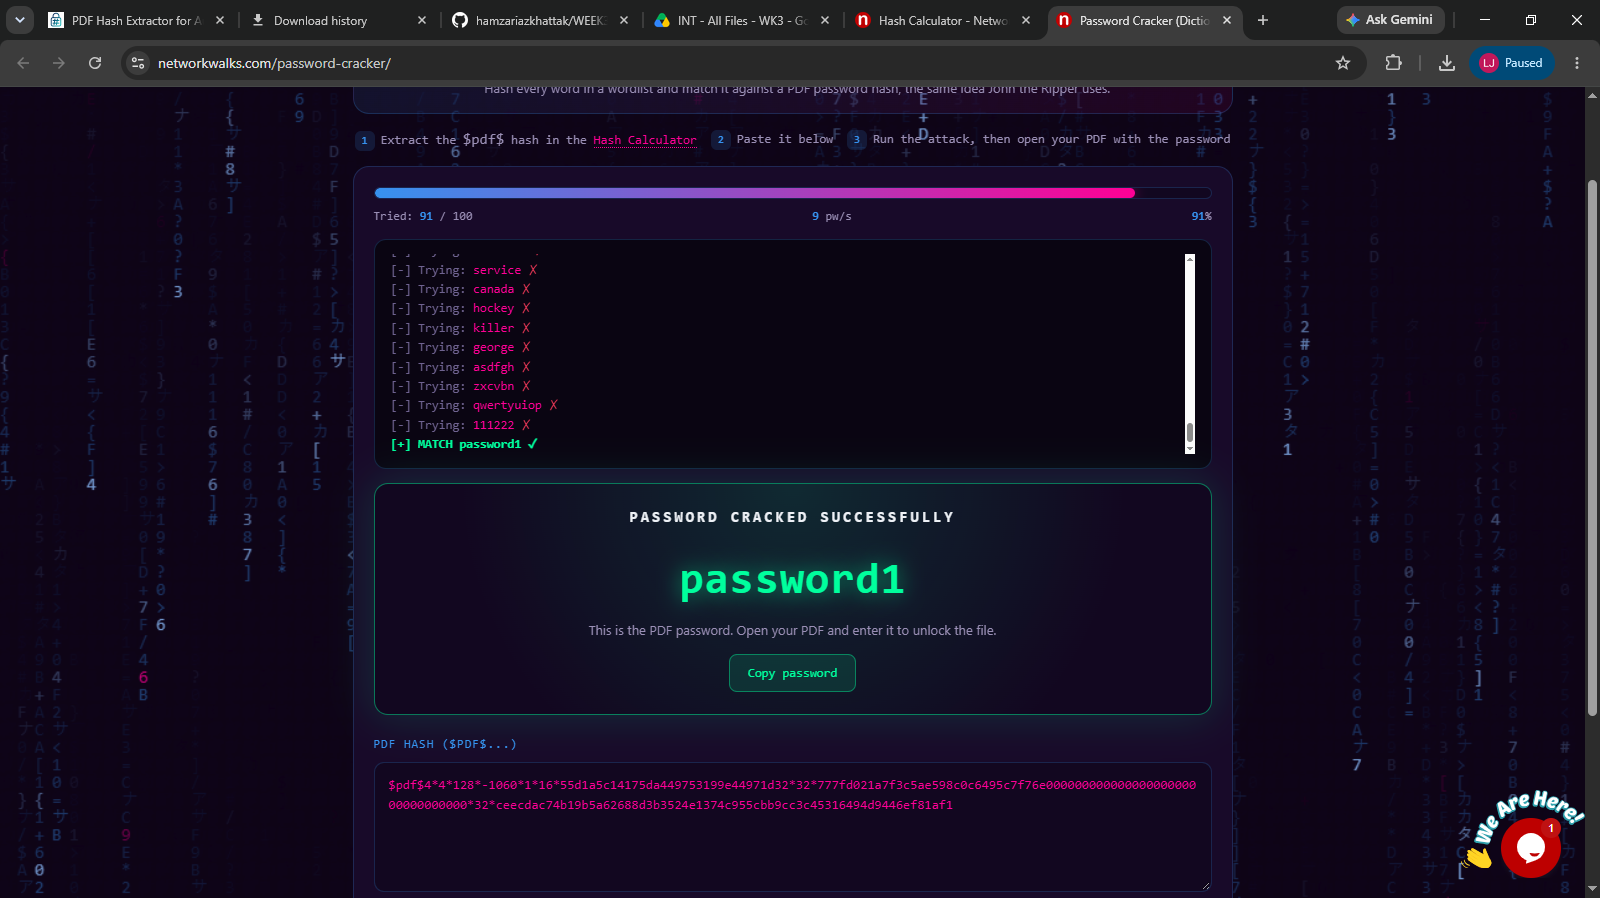 PDF Hash Extractor for A
Download history
hamzariazkhattak/WEEK
INT - All Files - WK3 - Go
Hash Calculator - Netwo
Password Cracker (Dictio
Ask Gemini
networkwalks.com/password-cracker/
LJ Paused
Hash every word in a wordlist and match it against a PDF password hash, the same idea John the Ripper uses.
1 Extract the $pdf$ hash in the Hash Calculator 2 Paste it below 3 Run the attack, then open your PDF with the password
Tried: 91 / 100 9 pw/s 91%
[-] Trying: service ✗
[-] Trying: canada ✗
[-] Trying: hockey ✗
[-] Trying: killer ✗
[-] Trying: george ✗
[-] Trying: asdfgh ✗
[-] Trying: zxcvbn ✗
[-] Trying: qwertyuiop ✗
[-] Trying: 111222 ✗
[+] MATCH password1 ✓
PASSWORD CRACKED SUCCESSFULLY
password1
This is the PDF password. Open your PDF and enter it to unlock the file.
Copy password
PDF HASH ($PDF$...)
$pdf$4*4*128*-1060*1*16*55d1a5c14175da449753199e44971d32*32*777fd021a7f3c5ae598c0c6495c7f76e0000000000000000000000
0000000000*32*ceecdac74b19b5a62688d3b3524e1374c955cbb9cc3c45316494d9446ef81af1
We Are Here!
1